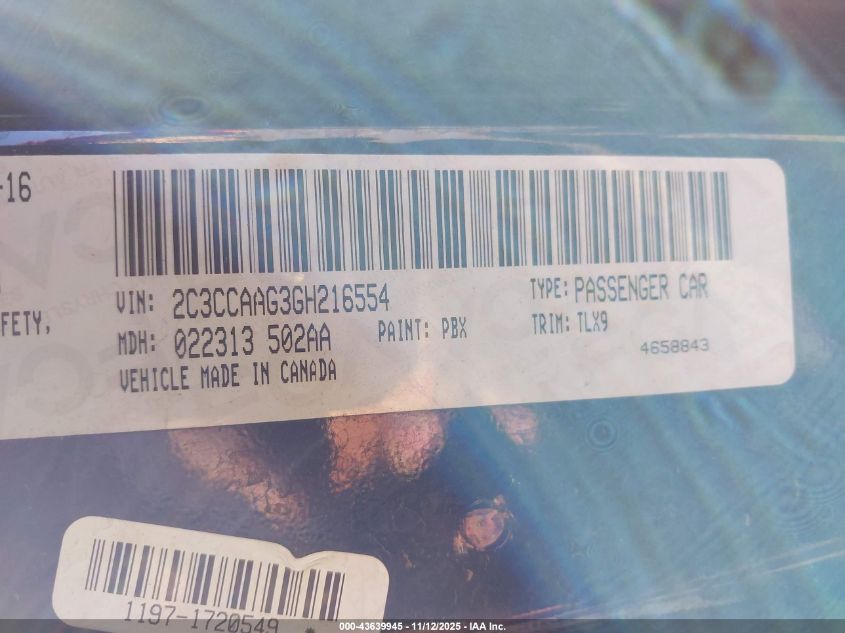 -16
FETY,
VIN: 2C3CCAAG3GH216554
TYPE: PASSENGER CAR
MDH: 022313 502AA
PAINT: PBX
TRIM: TLX9
VEHICLE MADE IN CANADA
4658843
1197-1720549
000-43639945 - 11/12/2025 - IAA Inc.